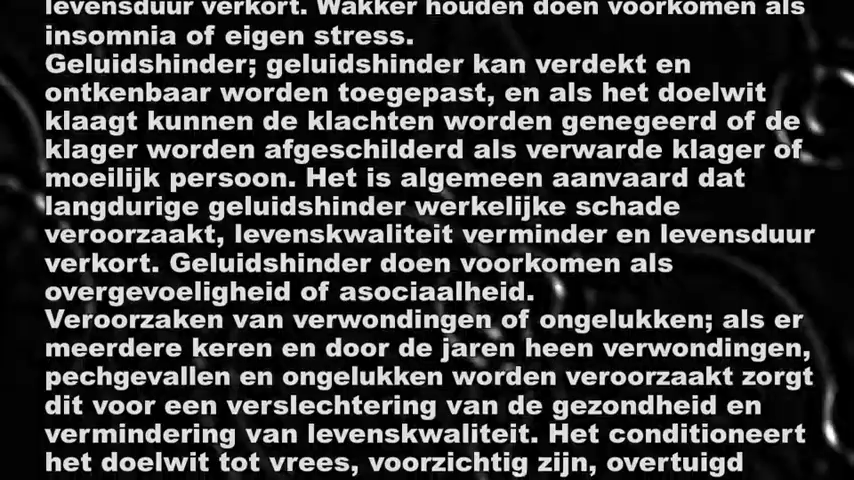 levensduur verkort. Wakker houden doen voorkomen als
insomnia of eigen stress.
Geluidshinder; geluidshinder kan verdekt en
ontkenbaar worden toegepast, en als het doelwit
klaagt kunnen de klachten worden genegeerd of de
klager worden afgeschilderd als verwarde klager of
moeilijk persoon. Het is algemeen aanvaard dat
langdurige geluidshinder werkelijke schade
veroorzaakt, levenskwaliteit verminder en levensduur
verkort. Geluidshinder doen voorkomen als
overgevoeligheid of asociaalheid.
Veroorzaken van verwondingen of ongelukken; als er
meerdere keren en door de jaren heen verwondingen,
pechgevallen en ongelukken worden veroorzaakt zorgt
dit voor een verslechtering van de gezondheid en
vermindering van levenskwaliteit. Het conditioneert
het doelwit tot vrees, voorzichtig zijn, overtuigd